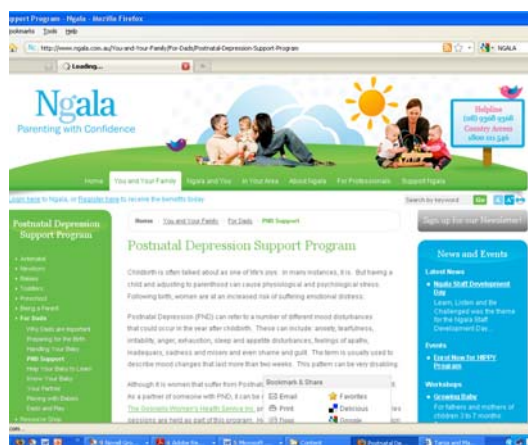 pport Program - Ngala - Mozilla Firefox
okmarks Tools Help
http://www.ngala.com.au/You-and-Your-Family/For-Dads/Postnatal-Depression-Support-Program
NGALA
Loading...
Ngala
Parenting with Confidence
Helpline
(08) 9368 9368
Country Access
1800 111 546
Home You and Your Family Ngala and You In Your Area About Ngala For Professionals Support Ngala
Login here to Ngala, or Register here to receive the benefits today
Search by keyword Go
Postnatal Depression
Support Program
Antenatal
Newborn
Babies
Toddlers
Preschool
Being a Parent
For Dads
Why Dads are Important
Preparing for the Birth
Handling Your Baby
PND Support
Help Your Baby to Learn
Know Your Baby
Your Partner
Playing with Babies
Dads and Play
Resource Shop
Home You and Your Family For Dads PND Support
Postnatal Depression Support Program
Childbirth is often talked about as one of life's joys. In many instances, it is. But having a
child and adjusting to parenthood can cause physiological and psychological stress.
Following birth, women are at an increased risk of suffering emotional distress.
Postnatal Depression (PND) can refer to a number of different mood disturbances
that could occur in the year after childbirth. These can include: anxiety, tearfulness,
irritability, anger, exhaustion, sleep and appetite disturbances, feelings of apathy,
inadequacies, sadness and misery and even shame and guilt. The term is usually used to
describe mood changes that last more than two weeks. This pattern can be very disabling.
Although it is women that suffer from Postnatal
As a partner of someone with PND, it can be
The Gosnells Women's Health Service Inc. pr
sessions are held as part of this program.
Bookmark & Share
Email Favorites
Print Delicious
Digg Google
Sign up for our Newsletter!
News and Events
Latest News
Ngala Staff Development
Day
Learn, Listen and Be
Challenged was the theme
for the Ngala Staff
Development Day...
Events
Enrol Now for HIPPY
Program
Workshops
Growing Baby
For fathers and mothers
of children 3 to 7 months
com...